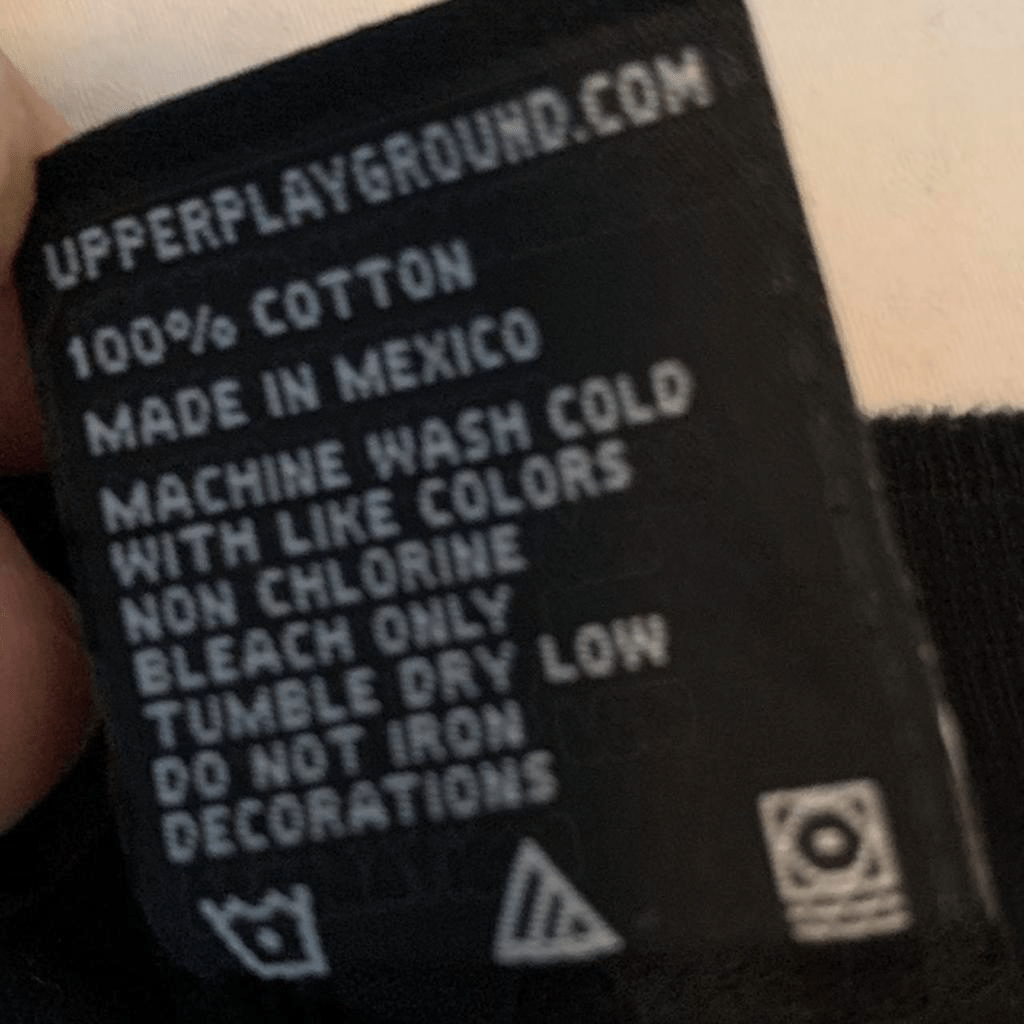 UPPERPLAYGROUND.COM
100% COTTON
MADE IN MEXICO
MACHINE WASH COLD
WITH LIKE COLORS
NON CHLORINE
BLEACH ONLY
TUMBLE DRY LOW
DO NOT IRON
DECORATIONS